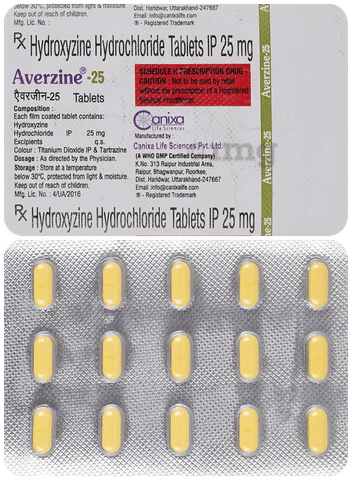 below 30°C, protected from light & moisture.
Keep out of reach of children.
Mfg. Lic. No. :
Dist. Haridwar, Uttarakhand-247667
Email :info@canixalife.com
® - Registered Trademark
Rx Hydroxyzine Hydrochloride Tablets IP 25 mg
Averzine®-25
एैवरजीन-25 Tablets
Composition :
Each film coated tablet contains:
Hydroxyzine
Hydrochloride IP 25 mg
Excipients q.s.
Colour : Titanium Dioxide IP & Tartrazine
Dosage : As directed by the Physician.
Storage : Store at a temperature
below 30°C, protected from light & moisture.
Keep out of reach of children.
Mfg. Lic. No.: 4/UA/2016
SCHEDULE H PRESCRIPTION DRUG -
CAUTION : Not to be sold by retail
without the prescription of a Registered
Medical Practitioner.
Canixa
Life Sciences
Manufactured by :
Canixa Life Sciences Pvt. Ltd
(A WHO GMP Certified Company)
K.No. 313 Raipur Industrial Area,
Raipur, Bhagwanpur, Roorkee,
Dist. Haridwar, Uttarakhand-247667
Email :info@canixalife.com
® - Registered Trademark
Averzine-25
Rx Hydroxyzine Hydrochloride Tablets IP 25 mg